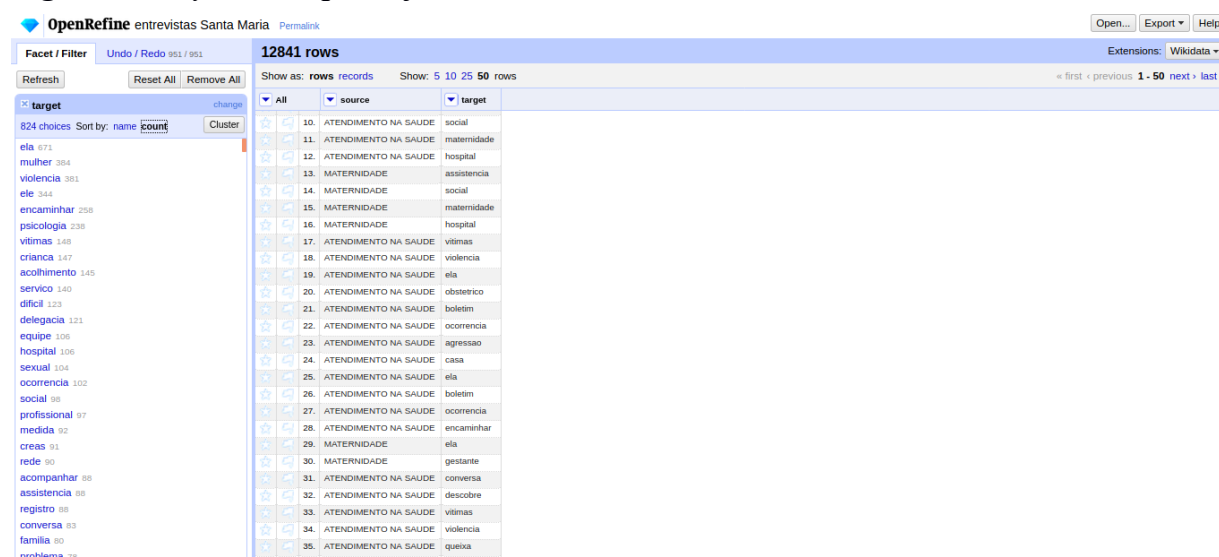 OpenRefine entrevistas Santa Maria Permalink Open... Export Help
Facet / Filter Undo / Redo 951 / 951 12841 rows Extensions: Wikidata
Refresh Reset All Remove All Show as: rows records Show: 5 10 25 50 rows « first ‹ previous 1 - 50 next › last
target change
824 choices Sort by: name count Cluster
ela 671
mulher 384
violencia 381
ele 344
encaminhar 258
psicologia 238
vitimas 148
crianca 147
acolhimento 145
servico 140
dificil 123
delegacia 121
equipe 106
hospital 106
sexual 104
ocorrencia 102
social 98
profissional 97
medida 92
creas 91
rede 90
acompanhar 88
assistencia 88
registro 88
conversa 83
familia 80
problema
All source target
10. ATENDIMENTO NA SAUDE social
11. ATENDIMENTO NA SAUDE maternidade
12. ATENDIMENTO NA SAUDE hospital
13. MATERNIDADE assistencia
14. MATERNIDADE social
15. MATERNIDADE maternidade
16. MATERNIDADE hospital
17. ATENDIMENTO NA SAUDE vitimas
18. ATENDIMENTO NA SAUDE violencia
19. ATENDIMENTO NA SAUDE ela
20. ATENDIMENTO NA SAUDE obstetrico
21. ATENDIMENTO NA SAUDE boletim
22. ATENDIMENTO NA SAUDE ocorrencia
23. ATENDIMENTO NA SAUDE agressao
24. ATENDIMENTO NA SAUDE casa
25. ATENDIMENTO NA SAUDE ela
26. ATENDIMENTO NA SAUDE boletim
27. ATENDIMENTO NA SAUDE ocorrencia
28. ATENDIMENTO NA SAUDE encaminhar
29. MATERNIDADE ela
30. MATERNIDADE gestante
31. ATENDIMENTO NA SAUDE conversa
32. ATENDIMENTO NA SAUDE descobre
33. ATENDIMENTO NA SAUDE vitimas
34. ATENDIMENTO NA SAUDE violencia
35. ATENDIMENTO NA SAUDE queixa